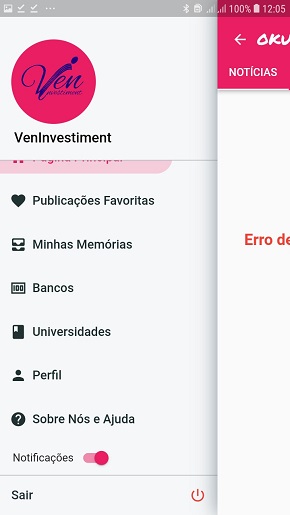 100% 12:05
Ven
Investiment
VenInvestiment
OKU
NOTÍCIAS
Página Principal
Publicações Favoritas
Minhas Memórias
Erro de
Bancos
Universidades
Perfil
Sobre Nós e Ajuda
Notificações
Sair